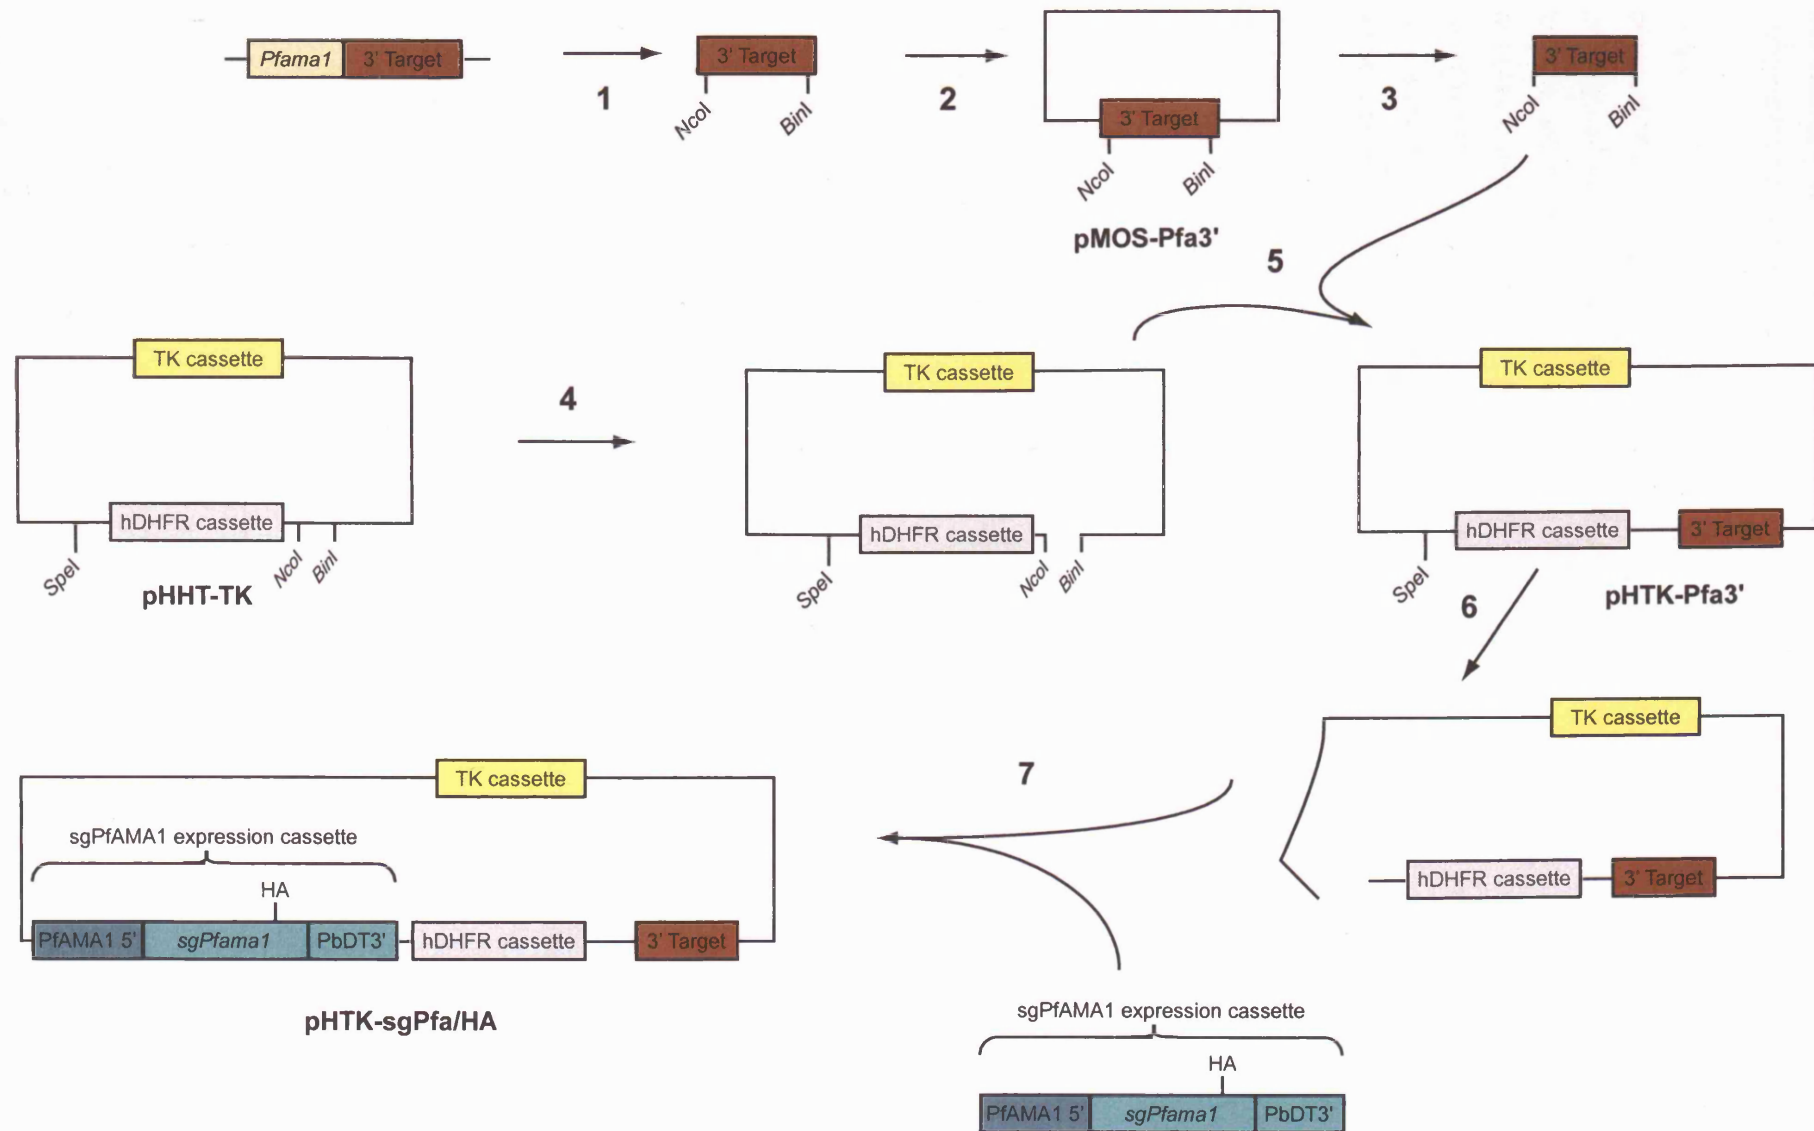 Pfama1 3' Target
1
3' Target
NcoI BinI
2
3' Target
NcoI BinI
pMOS-Pfa3'
3
3' Target
NcoI BinI
5
TK cassette
hDHFR cassette
SpeI NcoI BinI
pHHT-TK
4
TK cassette
hDHFR cassette
SpeI NcoI BinI
TK cassette
hDHFR cassette 3' Target
SpeI
pHTK-Pfa3'
6
TK cassette
hDHFR cassette 3' Target
7
TK cassette
sgPfAMA1 expression cassette
HA
PfAMA1 5' sgPfama1 PbDT3' hDHFR cassette 3' Target
pHTK-sgPfa/HA
sgPfAMA1 expression cassette
HA
PfAMA1 5' sgPfama1 PbDT3'